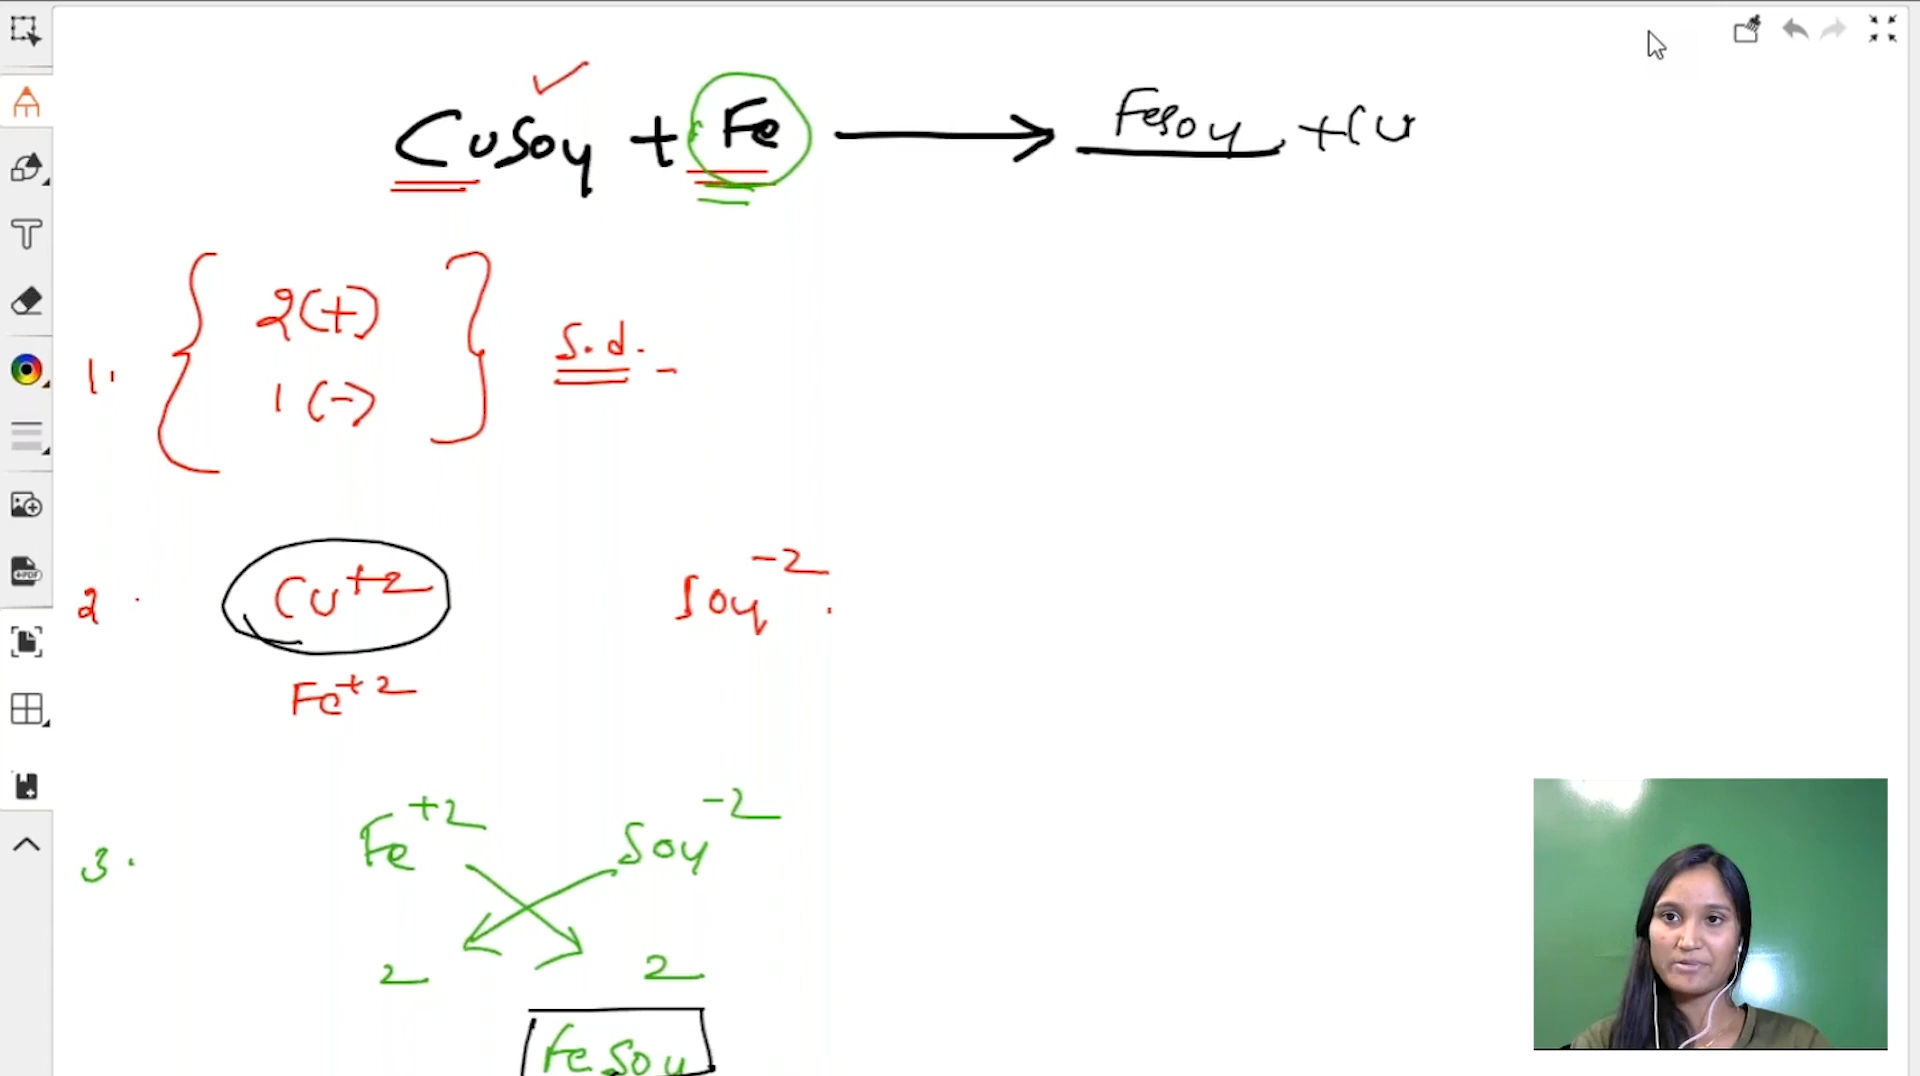 CuSO4 + Fe ⟶ FeSO4 + Cu
1. { 2(+) 1(-) } S.d. -
2. Cu+2 SO4-2.
Fe+2
3. Fe+2 SO4-2
2 2
FeSO4